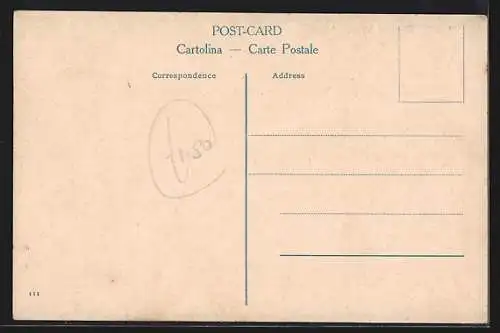 POST-CARD
Cartolina — Carte Postale
Correspondence
Address
£1.50
111